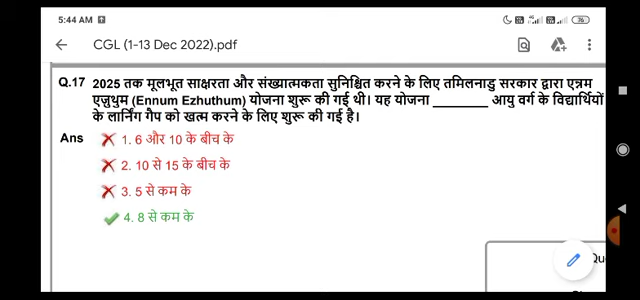 5:44 AM
76
CGL (1-13 Dec 2022).pdf
Q.17 2025 तक मूलभूत साक्षरता और संख्यात्मकता सुनिश्चित करने के लिए तमिलनाडु सरकार द्वारा एन्नम
एज़ुथुम (Ennum Ezhuthum) योजना शुरू की गई थी। यह योजना ________ आयु वर्ग के विद्यार्थियों
के लार्निंग गैप को खत्म करने के लिए शुरू की गई है।
Ans 1. 6 और 10 के बीच के
2. 10 से 15 के बीच के
3. 5 से कम के
4. 8 से कम के
Qu